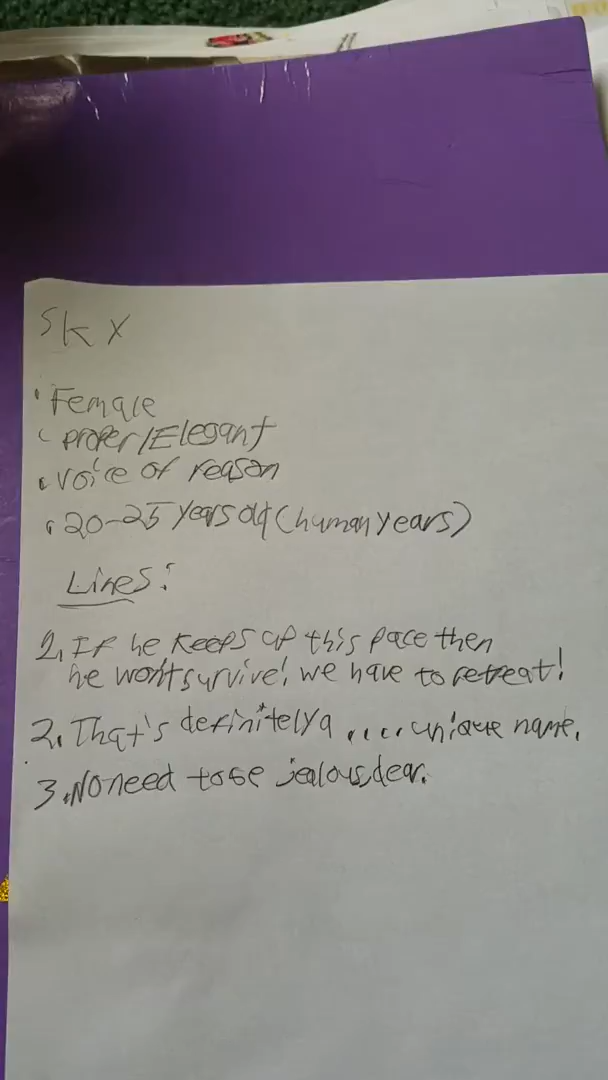 Skx
• Female
• Proper/Elegant
• Voice of reason
• 20-25 years old (human years)
Lines:
1. If he keeps up this pace then
he won't survive! we have to retreat!
2. That's definitely a .... unique name.
3. No need to be jealous, dear.